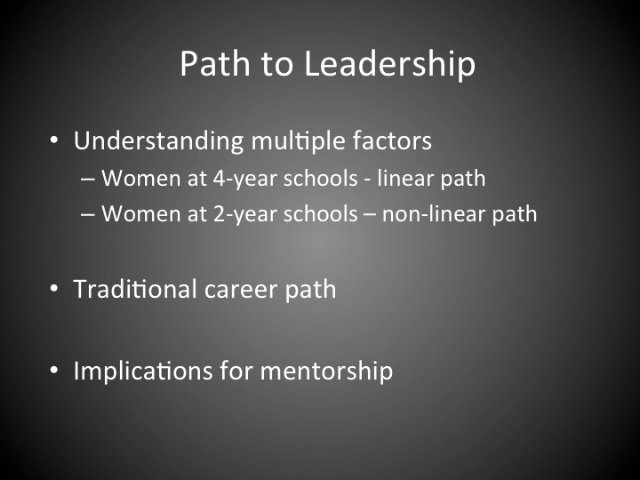 Path to Leadership
• Understanding multiple factors
– Women at 4-year schools - linear path
– Women at 2-year schools – non-linear path
• Traditional career path
• Implications for mentorship